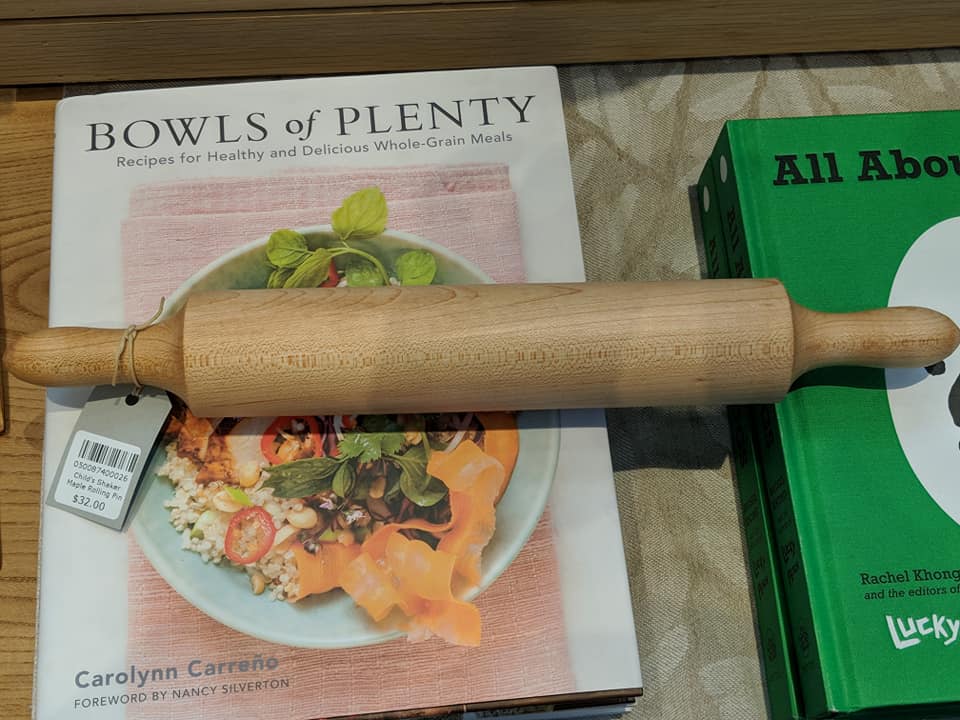 BOWLS of PLENTY
Recipes for Healthy and Delicious Whole-Grain Meals
050087400026
Child's Shaker
Maple Rolling Pin
$32.00
Carolynn Carreño
FOREWORD BY NANCY SILVERTON
All Abou
Rachel Khong
and the editors of
LUCKY